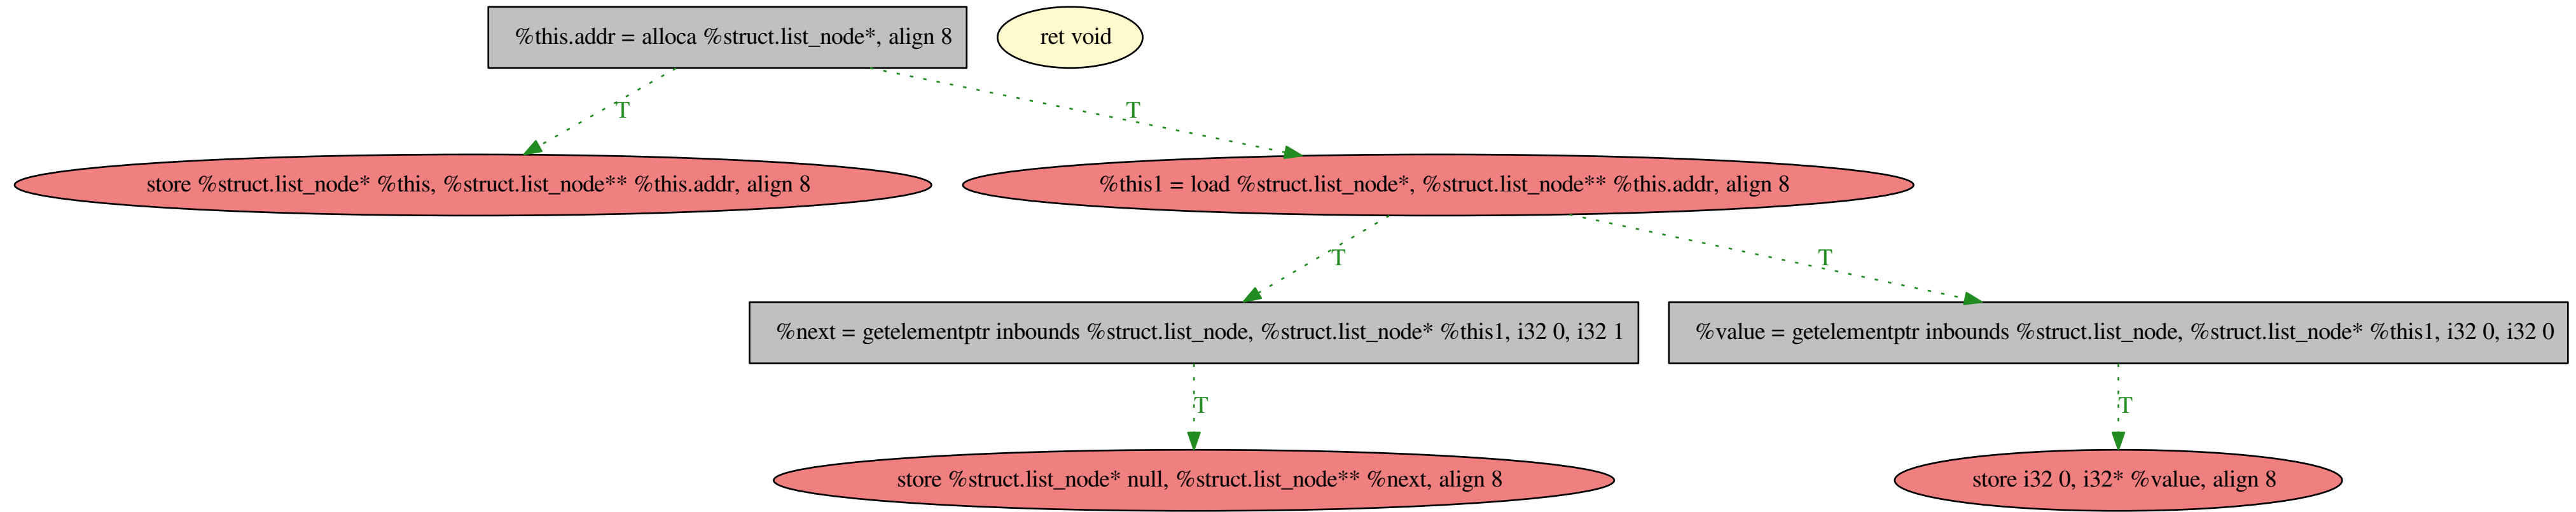 %this.addr = alloca %struct.list_node*, align 8
ret void
T
T
store %struct.list_node* %this, %struct.list_node** %this.addr, align 8
%this1 = load %struct.list_node*, %struct.list_node** %this.addr, align 8
T
T
%next = getelementptr inbounds %struct.list_node, %struct.list_node* %this1, i32 0, i32 1
%value = getelementptr inbounds %struct.list_node, %struct.list_node* %this1, i32 0, i32 0
T
T
store %struct.list_node* null, %struct.list_node** %next, align 8
store i32 0, i32* %value, align 8